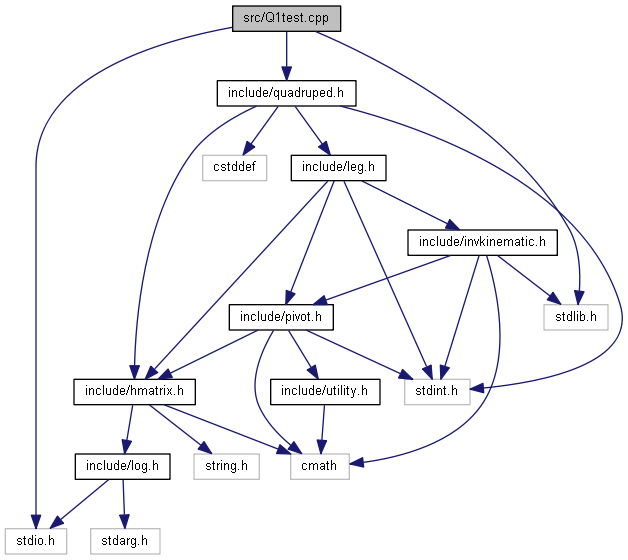 src/Q1test.cpp
include/quadruped.h
cstddef
include/leg.h
include/invkinematic.h
include/pivot.h
stdlib.h
include/hmatrix.h
include/utility.h
stdint.h
include/log.h
string.h
cmath
stdio.h
stdarg.h